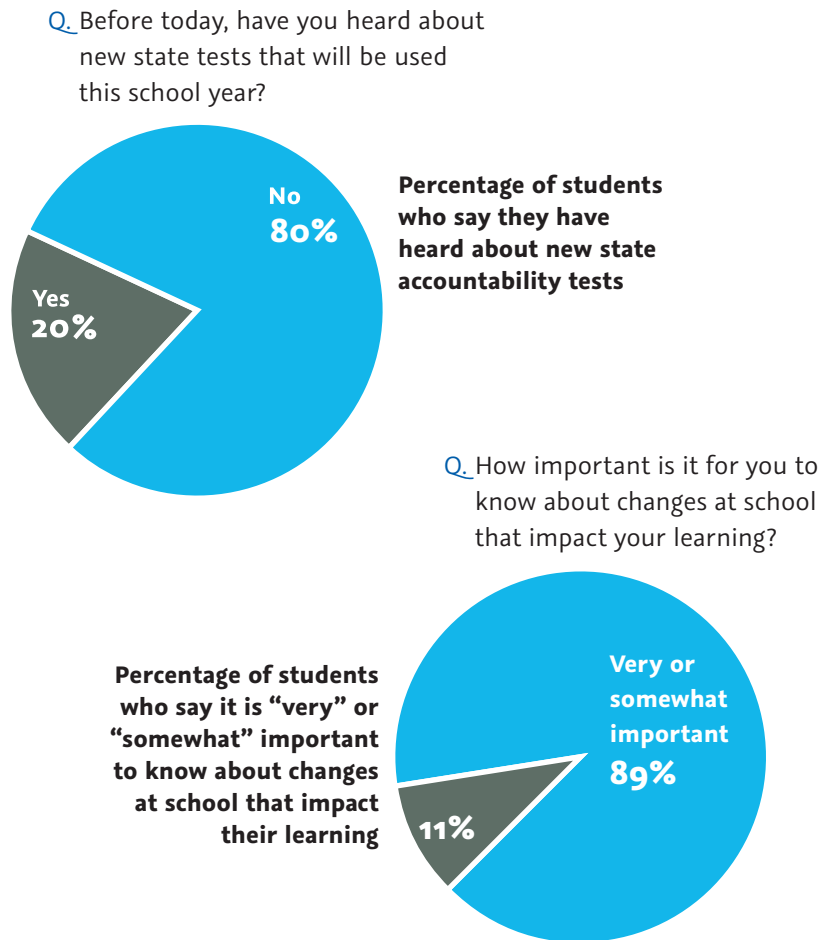 Q. Before today, have you heard about
new state tests that will be used
this school year?
No
80%
Yes
20%
Percentage of students
who say they have
heard about new state
accountability tests
Q. How important is it for you to
know about changes at school
that impact your learning?
Percentage of students
who say it is “very” or
“somewhat” important
to know about changes
at school that impact
their learning
Very or
somewhat
important
89%
11%